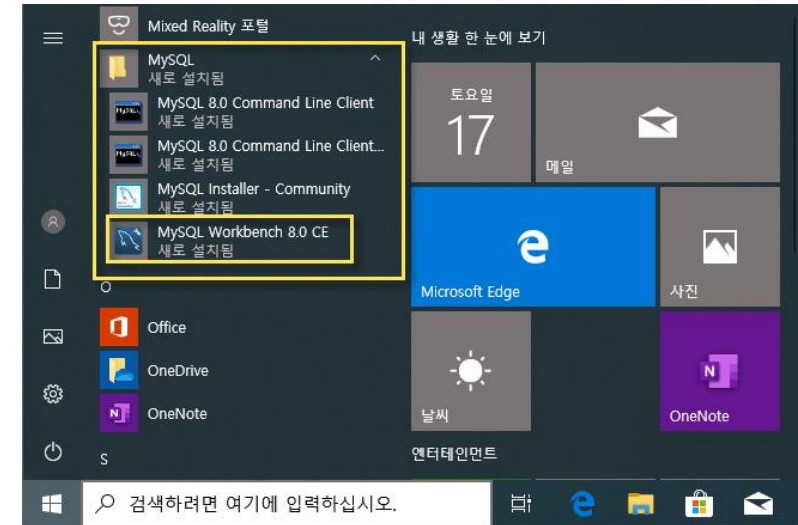 Mixed Reality 포털
MySQL
새로 설치됨
MySQL 8.0 Command Line Client
새로 설치됨
MySQL 8.0 Command Line Client...
새로 설치됨
MySQL Installer - Community
새로 설치됨
MySQL Workbench 8.0 CE
새로 설치됨
O
Office
OneDrive
OneNote
S
내 생활 한 눈에 보기
토요일
17
메일
Microsoft Edge
사진
날씨
OneNote
엔터테인먼트
검색하려면 여기에 입력하십시오.